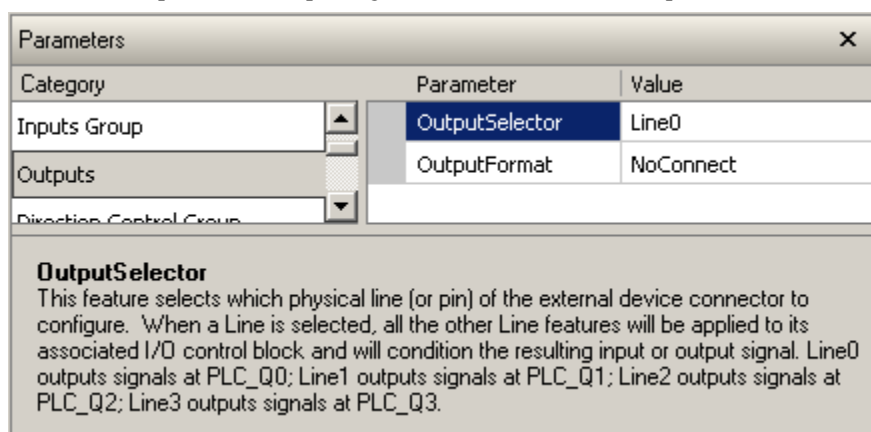 Parameters
Category Parameter Value
Inputs Group OutputSelector Line0
Outputs OutputFormat NoConnect
Direction Control Group
OutputSelector
This feature selects which physical line (or pin) of the external device connector to
configure. When a Line is selected, all the other Line features will be applied to its
associated I/O control block and will condition the resulting input or output signal. Line0
outputs signals at PLC_Q0; Line1 outputs signals at PLC_Q1; Line2 outputs signals at
PLC_Q2; Line3 outputs signals at PLC_Q3.